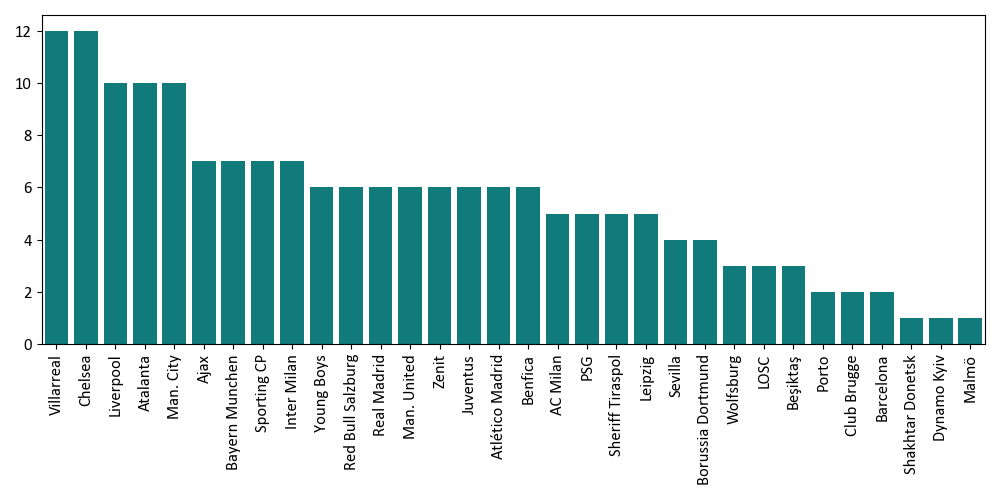 12
10
8
6
4
2
0
Villarreal
Chelsea
Liverpool
Atalanta
Man. City
Ajax
Bayern Munchen
Sporting CP
Inter Milan
Young Boys
Red Bull Salzburg
Real Madrid
Man. United
Zenit
Juventus
Atlético Madrid
Benfica
AC Milan
PSG
Sheriff Tiraspol
Leipzig
Sevilla
Borussia Dortmund
Wolfsburg
LOSC
Beşiktaş
Porto
Club Brugge
Barcelona
Shakhtar Donetsk
Dynamo Kyiv
Malmö